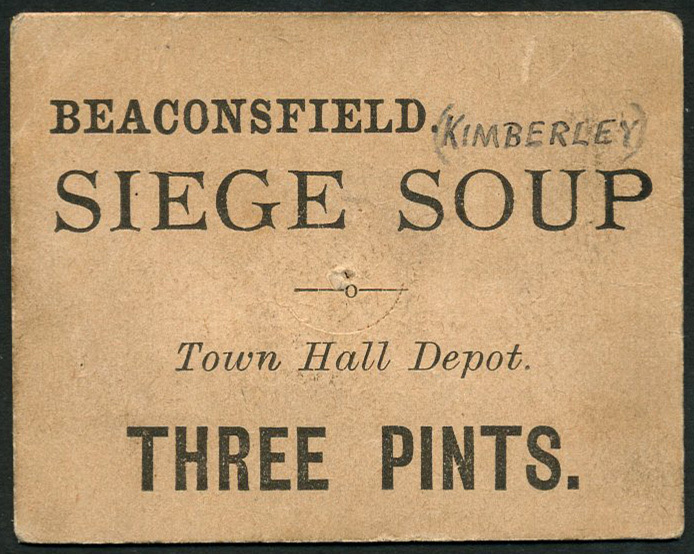 BEACONSFIELD. (KIMBERLEY)
SIEGE SOUP
Town Hall Depot.
THREE PINTS.